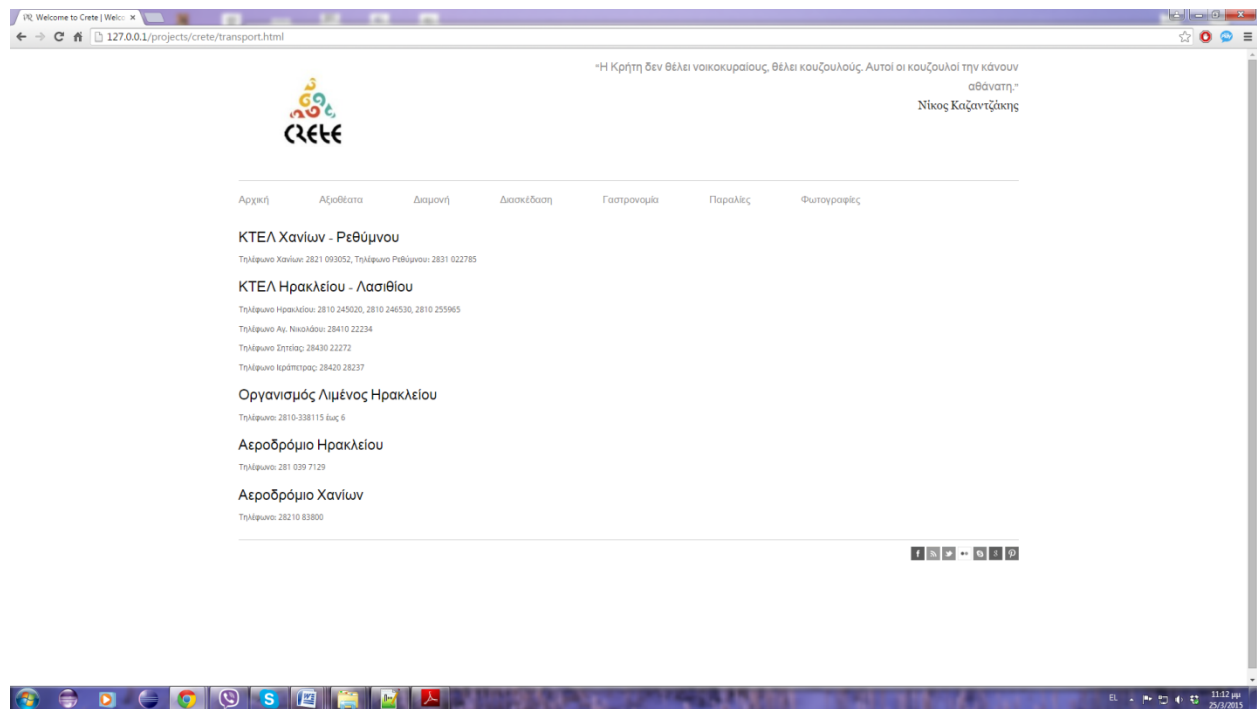 Welcome to Crete | Welco
127.0.0.1/projects/crete/transport.html
"Η Κρήτη δεν θέλει νοικοκυραίους, θέλει κουζουλούς. Αυτοί οι κουζουλοί την κάνουν
αθάνατη."
Νίκος Καζαντζάκης
CRETE
Αρχική Αξιοθέατα Διαμονή Διασκέδαση Γαστρονομία Παραλίες Φωτογραφίες
ΚΤΕΛ Χανίων - Ρεθύμνου
Τηλέφωνο Χανίων: 2821 093052, Τηλέφωνο Ρεθύμνου: 2831 022785
ΚΤΕΛ Ηρακλείου - Λασιθίου
Τηλέφωνο Ηρακλείου: 2810 245020, 2810 246530, 2810 255965
Τηλέφωνο Αγ. Νικολάου: 28410 22234
Τηλέφωνο Σητείας: 28430 22272
Τηλέφωνο Ιεράπετρας: 28420 28237
Οργανισμός Λιμένος Ηρακλείου
Τηλέφωνο: 2810-338115 έως 6
Αεροδρόμιο Ηρακλείου
Τηλέφωνο: 281 039 7129
Αεροδρόμιο Χανίων
Τηλέφωνο: 28210 83800
EL
11:12 μμ
25/3/2015